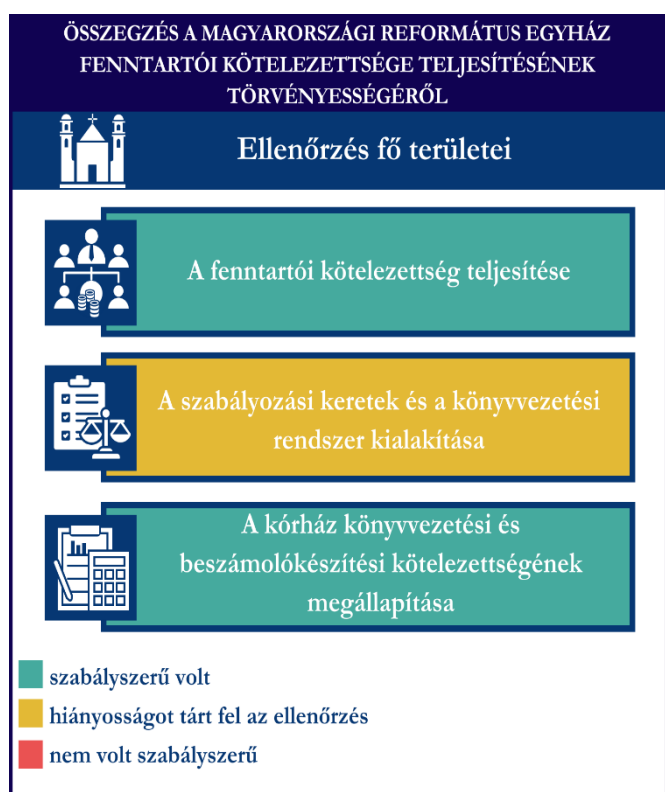 ÖSSZEGZÉS A MAGYARORSZÁGI REFORMÁTUS EGYHÁZ
FENNTARTÓI KÖTELEZETTSÉGE TELJESÍTÉSÉNEK
TÖRVÉNYESSÉGÉRŐL
Ellenőrzés fő területei
A fenntartói kötelezettség teljesítése
A szabályozási keretek és a könyvvezetési
rendszer kialakítása
A kórház könyvvezetési és
beszámolókészítési kötelezettségének
megállapítása
szabályszerű volt
hiányosságot tárt fel az ellenőrzés
nem volt szabályszerű